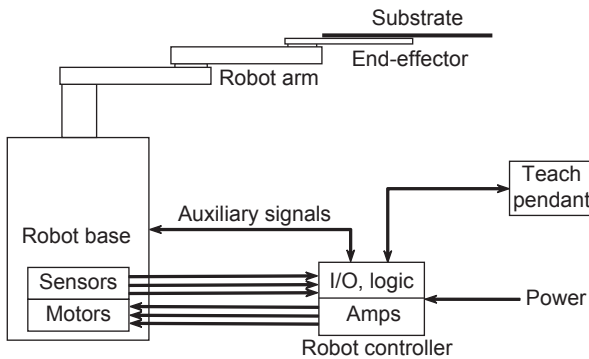 Substrate
End-effector
Robot arm
Teach
pendant
Auxiliary signals
Robot base
Sensors
I/O, logic
Motors
Amps
Power
Robot controller